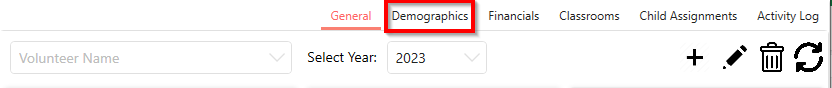 General Demographics Financials Classrooms Child Assignments Activity Log
Volunteer Name Select Year: 2023